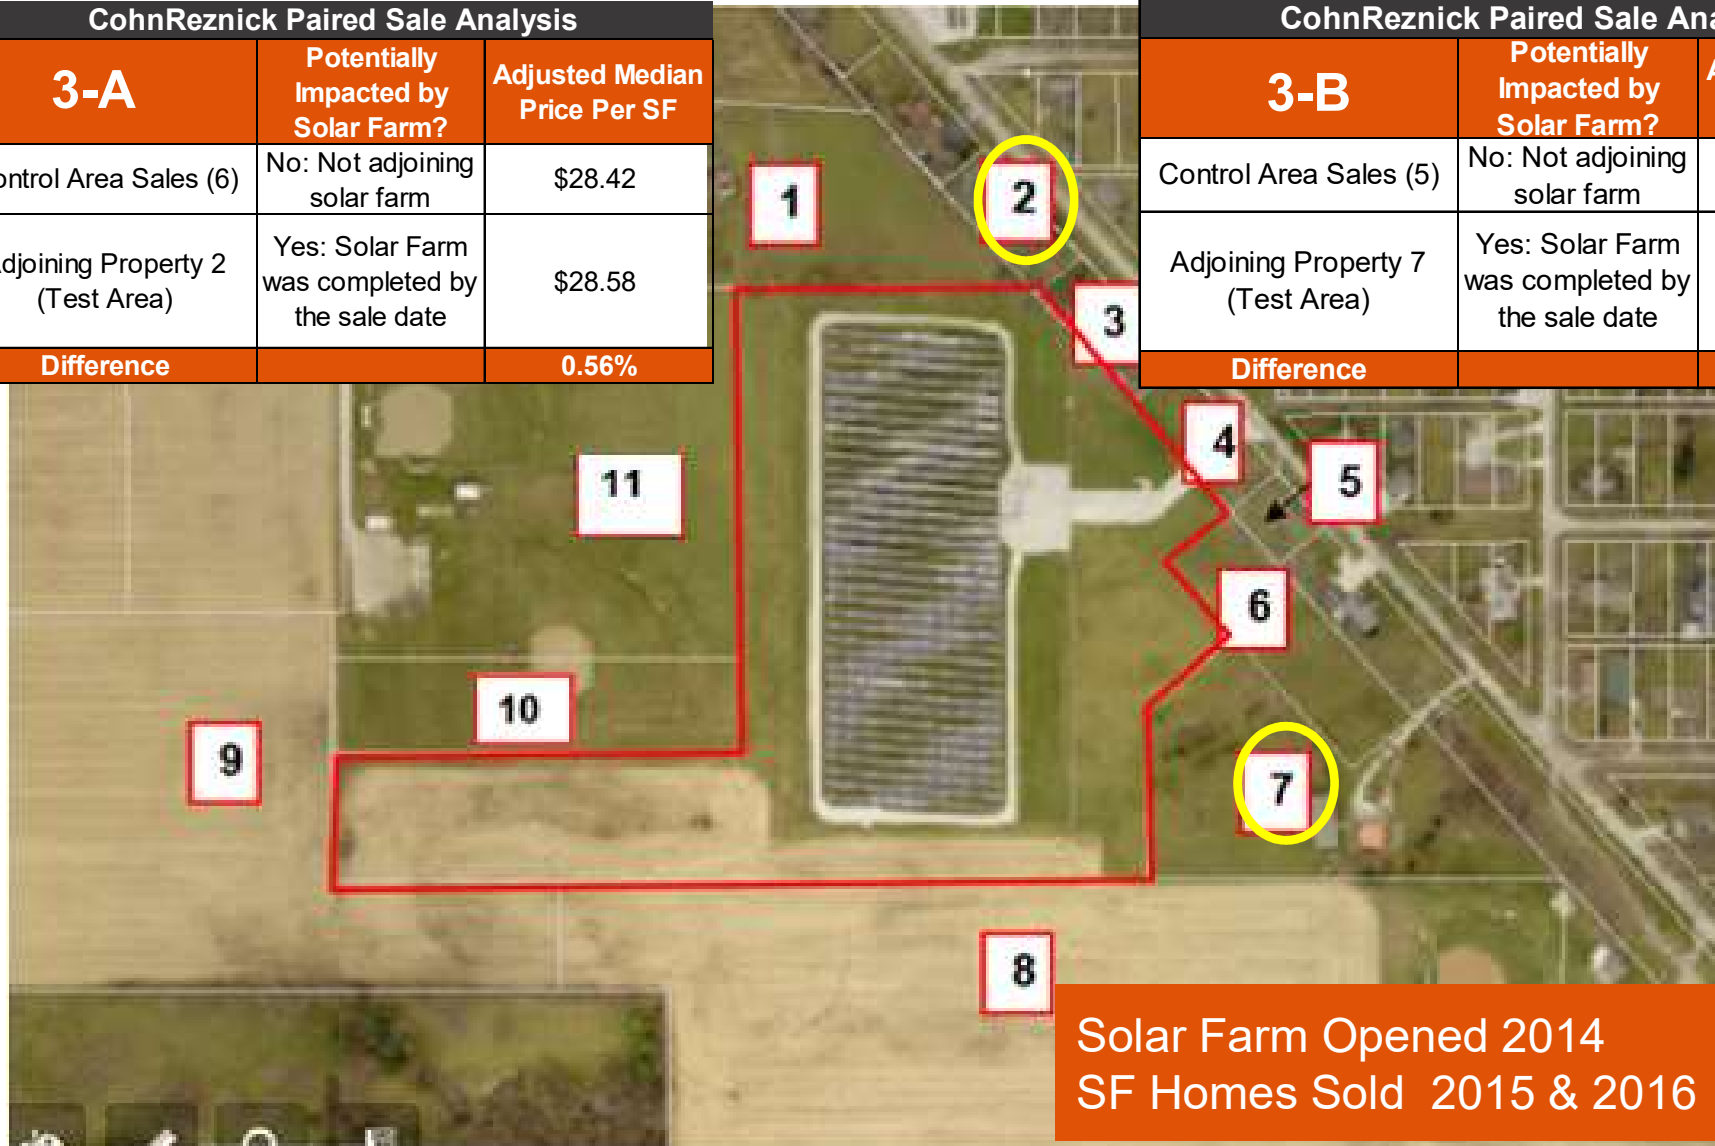 CohnReznick Paired Sale Analysis
3-A
Potentially
Impacted by
Solar Farm?
Adjusted Median
Price Per SF
ontrol Area Sales (6)
No: Not adjoining
solar farm
$28.42
djoining Property 2
(Test Area)
Yes: Solar Farm
was completed by
the sale date
$28.58
Difference
0.56%
CohnReznick Paired Sale Ana
3-B
Potentially
Impacted by
Solar Farm?
A
Control Area Sales (5)
No: Not adjoining
solar farm
Adjoining Property 7
(Test Area)
Yes: Solar Farm
was completed by
the sale date
Difference
1
2
3
4
5
11
6
10
9
7
8
Solar Farm Opened 2014
SF Homes Sold 2015 & 2016